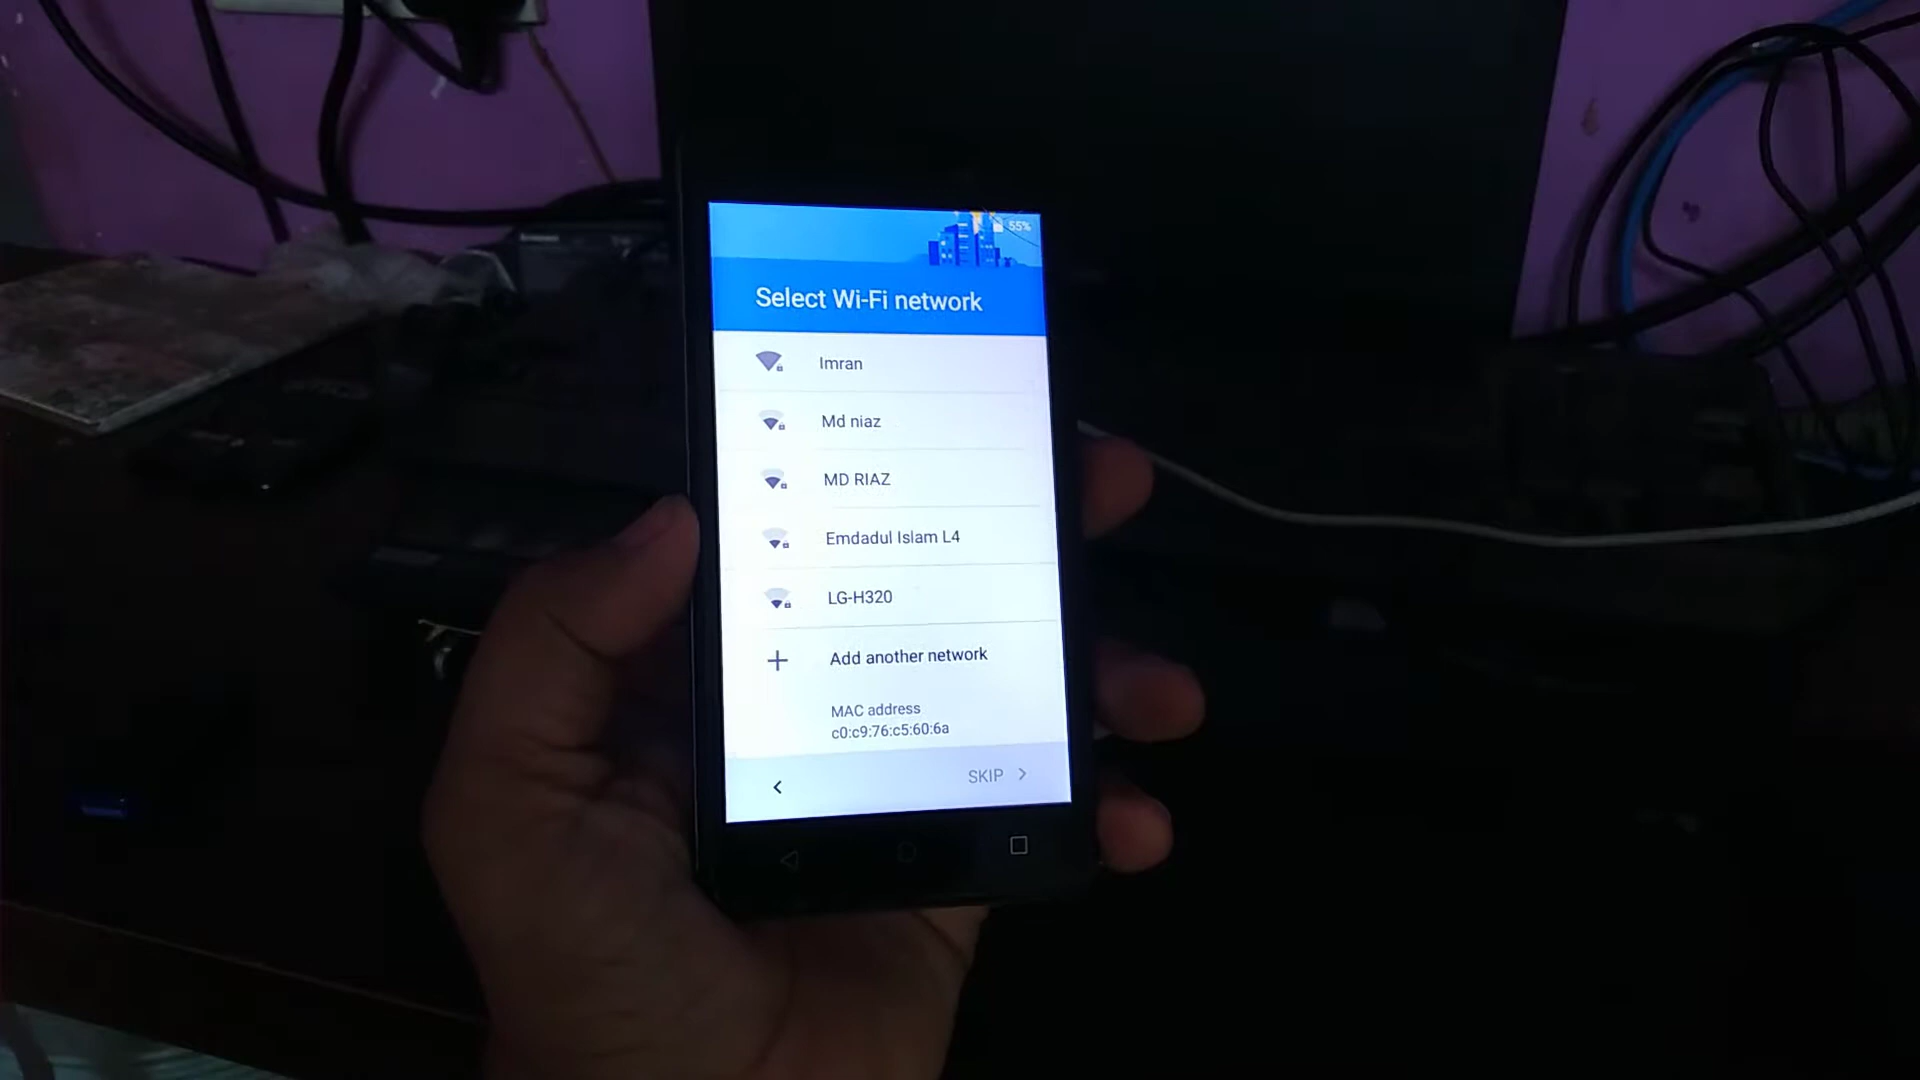 55%
Select Wi-Fi network
Imran
Md niaz
MD RIAZ
Emdadul Islam L4
LG-H320
Add another network
MAC address
c0:c9:76:c5:60:6a
SKIP